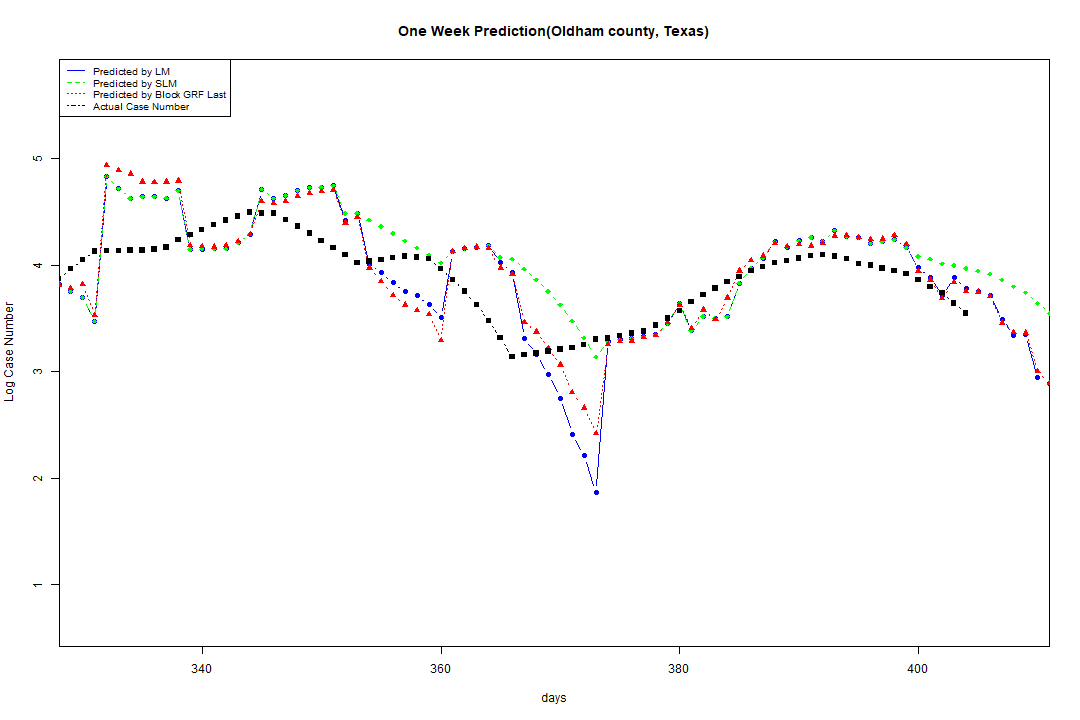 One Week Prediction(Oldham county, Texas)
Predicted by LM
Predicted by SLM
Predicted by Block GRF Last
Actual Case Number
5
4
3
2
1
Log Case Number
340
360
380
400
days